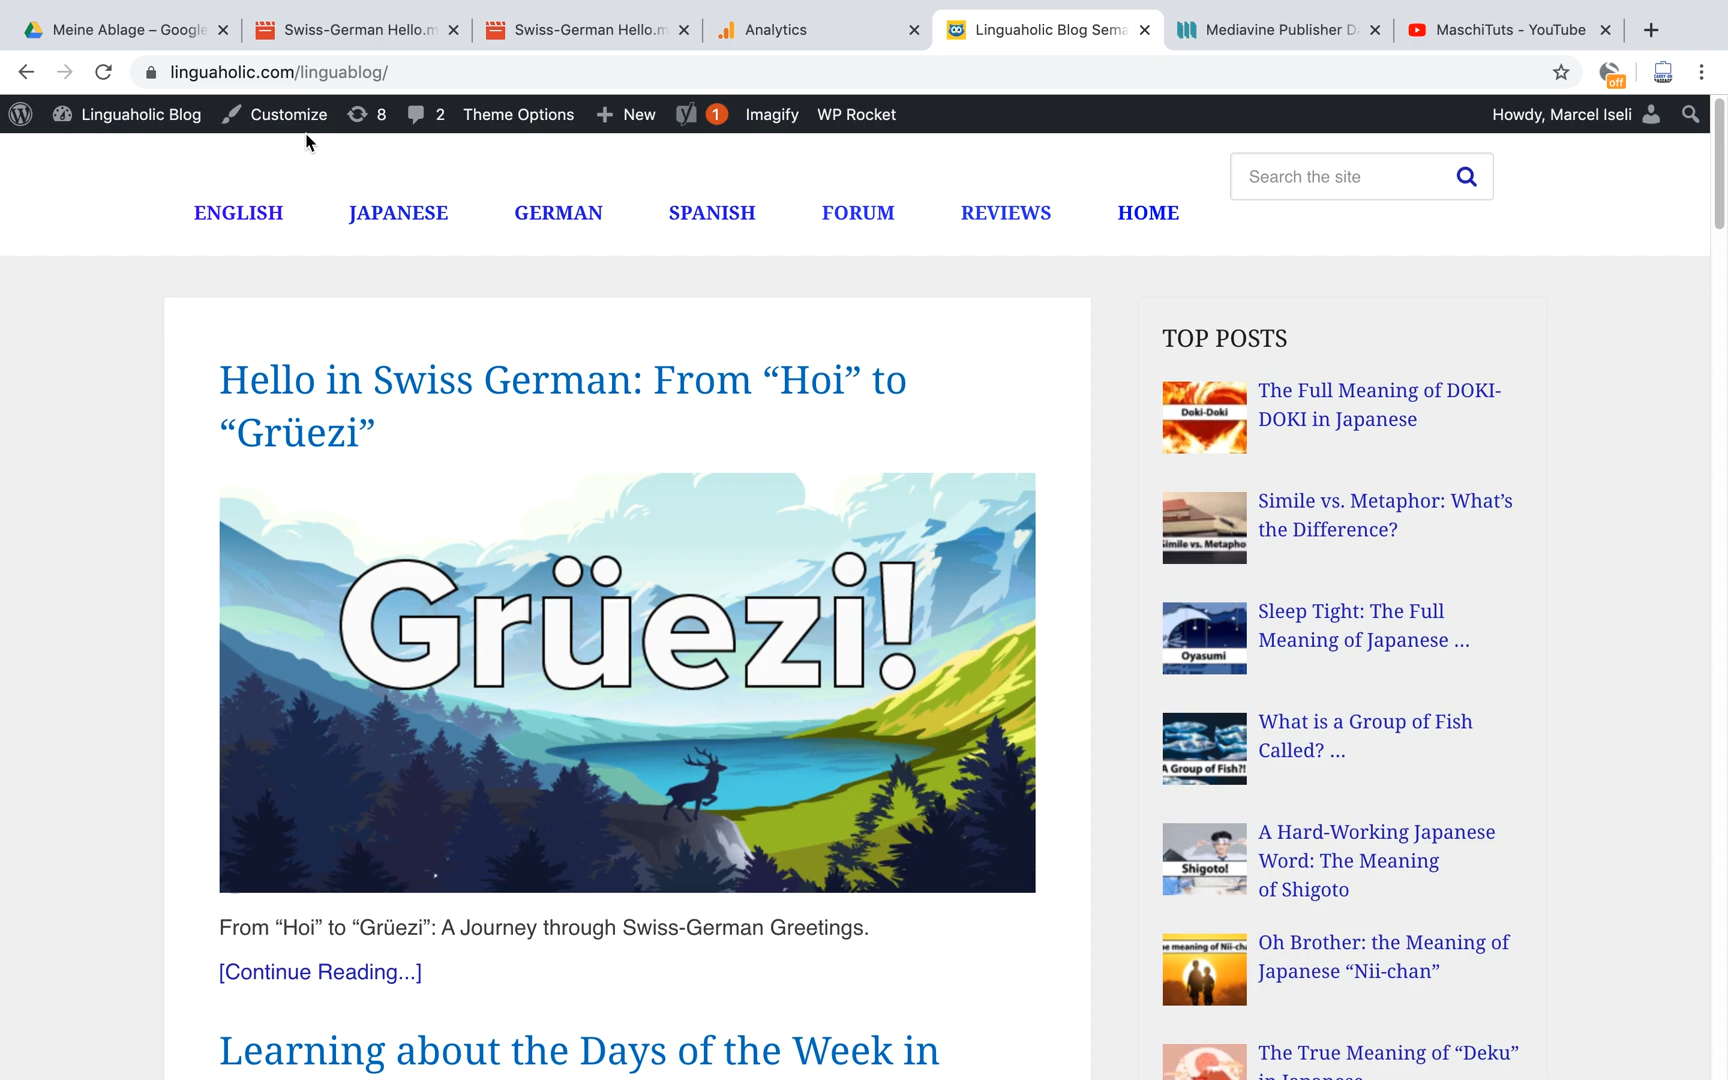 Meine Ablage – Google
Swiss-German Hello.m
Swiss-German Hello.m
Analytics
Linguaholic Blog Sema
Mediavine Publisher D
MaschiTuts - YouTube
linguaholic.com/linguablog/
off
Linguaholic Blog
Customize
8
2
Theme Options
New
1
Imagify
WP Rocket
Howdy, Marcel Iseli
Search the site
ENGLISH
JAPANESE
GERMAN
SPANISH
FORUM
REVIEWS
HOME
Hello in Swiss German: From “Hoi” to
“Grüezi”
Grüezi!
From “Hoi” to “Grüezi”: A Journey through Swiss-German Greetings.
[Continue Reading...]
Learning about the Days of the Week in
TOP POSTS
Doki-Doki
The Full Meaning of DOKI-
DOKI in Japanese
Simile vs. Metaphor: What’s
the Difference?
Simile vs. Metapho
Sleep Tight: The Full
Meaning of Japanese ...
Oyasumi
What is a Group of Fish
Called? ...
A Group of Fish?!
A Hard-Working Japanese
Word: The Meaning
of Shigoto
Shigoto!
Oh Brother: the Meaning of
Japanese “Nii-chan”
e meaning of Nii-cha
The True Meaning of “Deku”
in Japanese